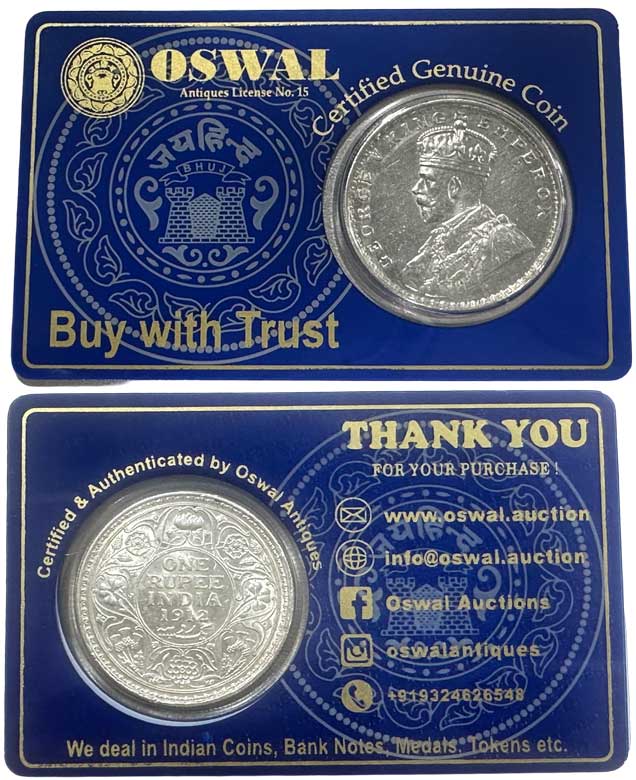 OSWAL
Antiques License No. 15
Certified Genuine Coin
जय हिन्द
BHUJ
GEORGE V KING EMPEROR
Buy with Trust
Certified & Authenticated by Oswal Antiques
THANK YOU
FOR YOUR PURCHASE !
www.oswal.auction
info@oswal.auction
Oswal Auctions
oswalantiques
+919324626548
ONE
RUPEE
INDIA
1912
We deal in Indian Coins, Bank Notes, Medals. Tokens etc.